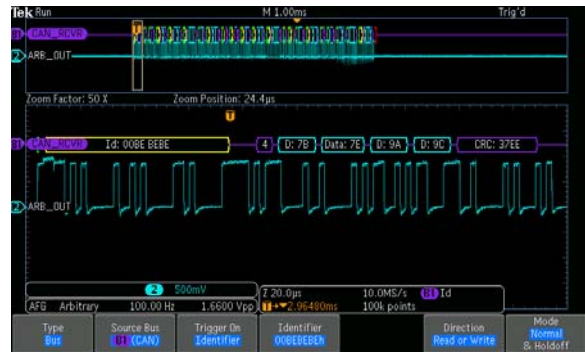 Tek Run M 1.00ms Trig'd
B1 CAN_RCVR
2 ARB_OUT
Zoom Factor: 50 X Zoom Position: 24.4μs
T
B1 CAN_RCVR Id: 00BE BEBE 4 D: 7B Data: 7E D: 9A D: 9C CRC: 37EE
2 ARB_OUT
2 500mV Z 20.0μs 10.0MS/s B1 Id
AFG Arbitrary 100.00 Hz 1.6600 Vpp T→▼2.96480ms 100k points
Type Source Bus Trigger On Identifier Direction Mode
Bus B1 (CAN) Identifier 00BEBEBEh Read or Write Normal
& Holdoff